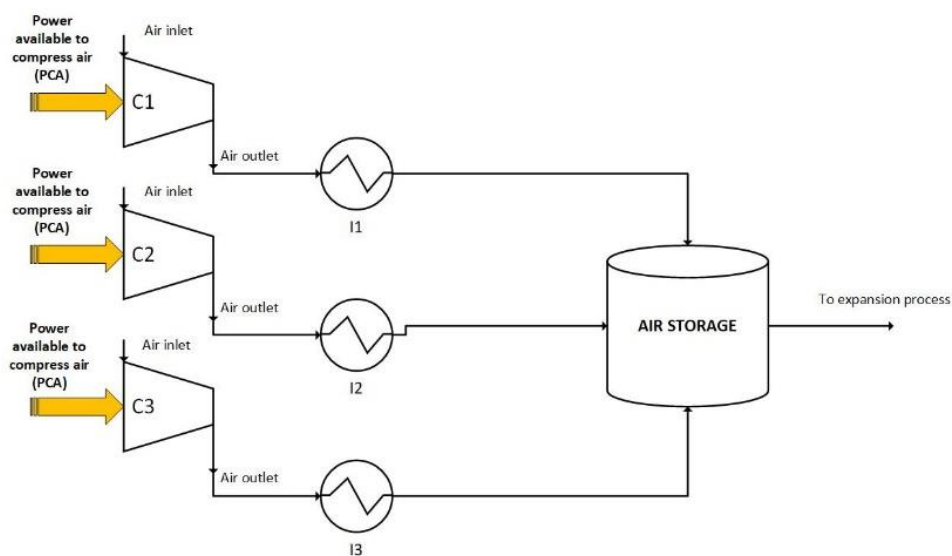 Power
available to
compress air
(PCA)
Air inlet
C1
Air outlet
I1
Power
available to
compress air
(PCA)
Air inlet
C2
Air outlet
I2
AIR STORAGE
To expansion process
Power
available to
compress air
(PCA)
Air inlet
C3
Air outlet
I3